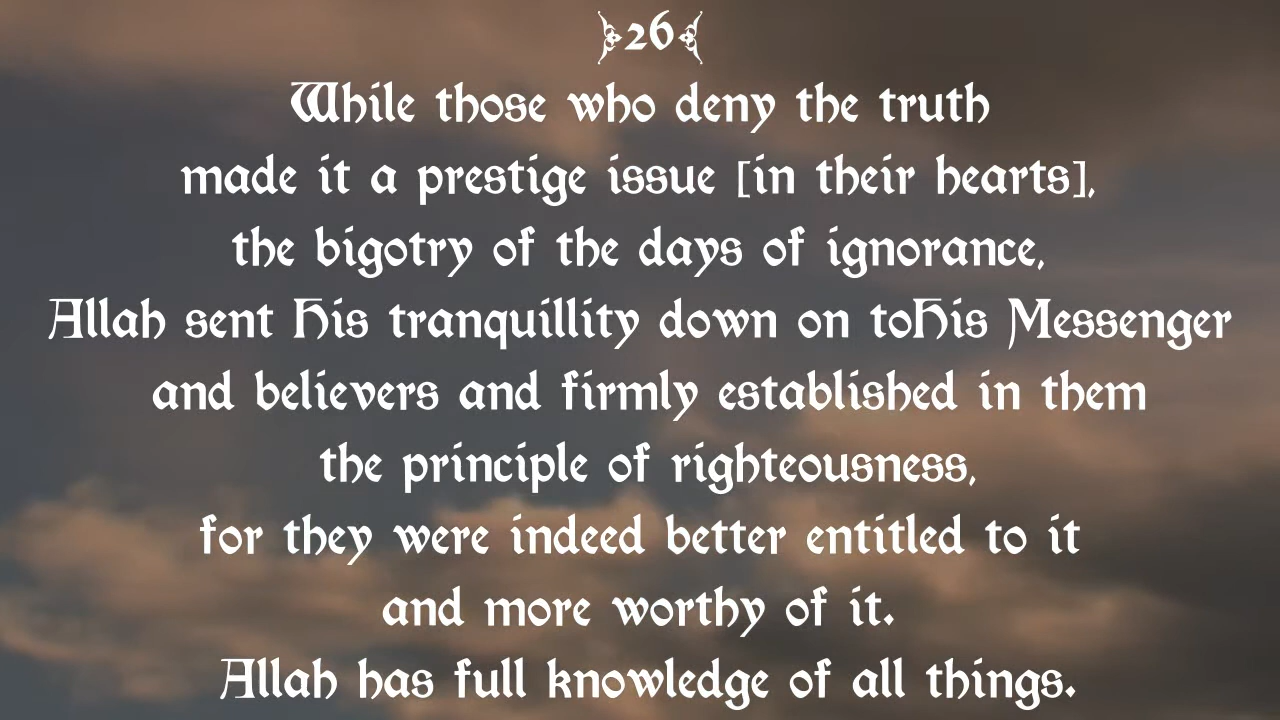 26
While those who deny the truth
made it a prestige issue [in their hearts],
the bigotry of the days of ignorance,
Allah sent His tranquillity down on toHis Messenger
and believers and firmly established in them
the principle of righteousness,
for they were indeed better entitled to it
and more worthy of it.
Allah has full knowledge of all things.